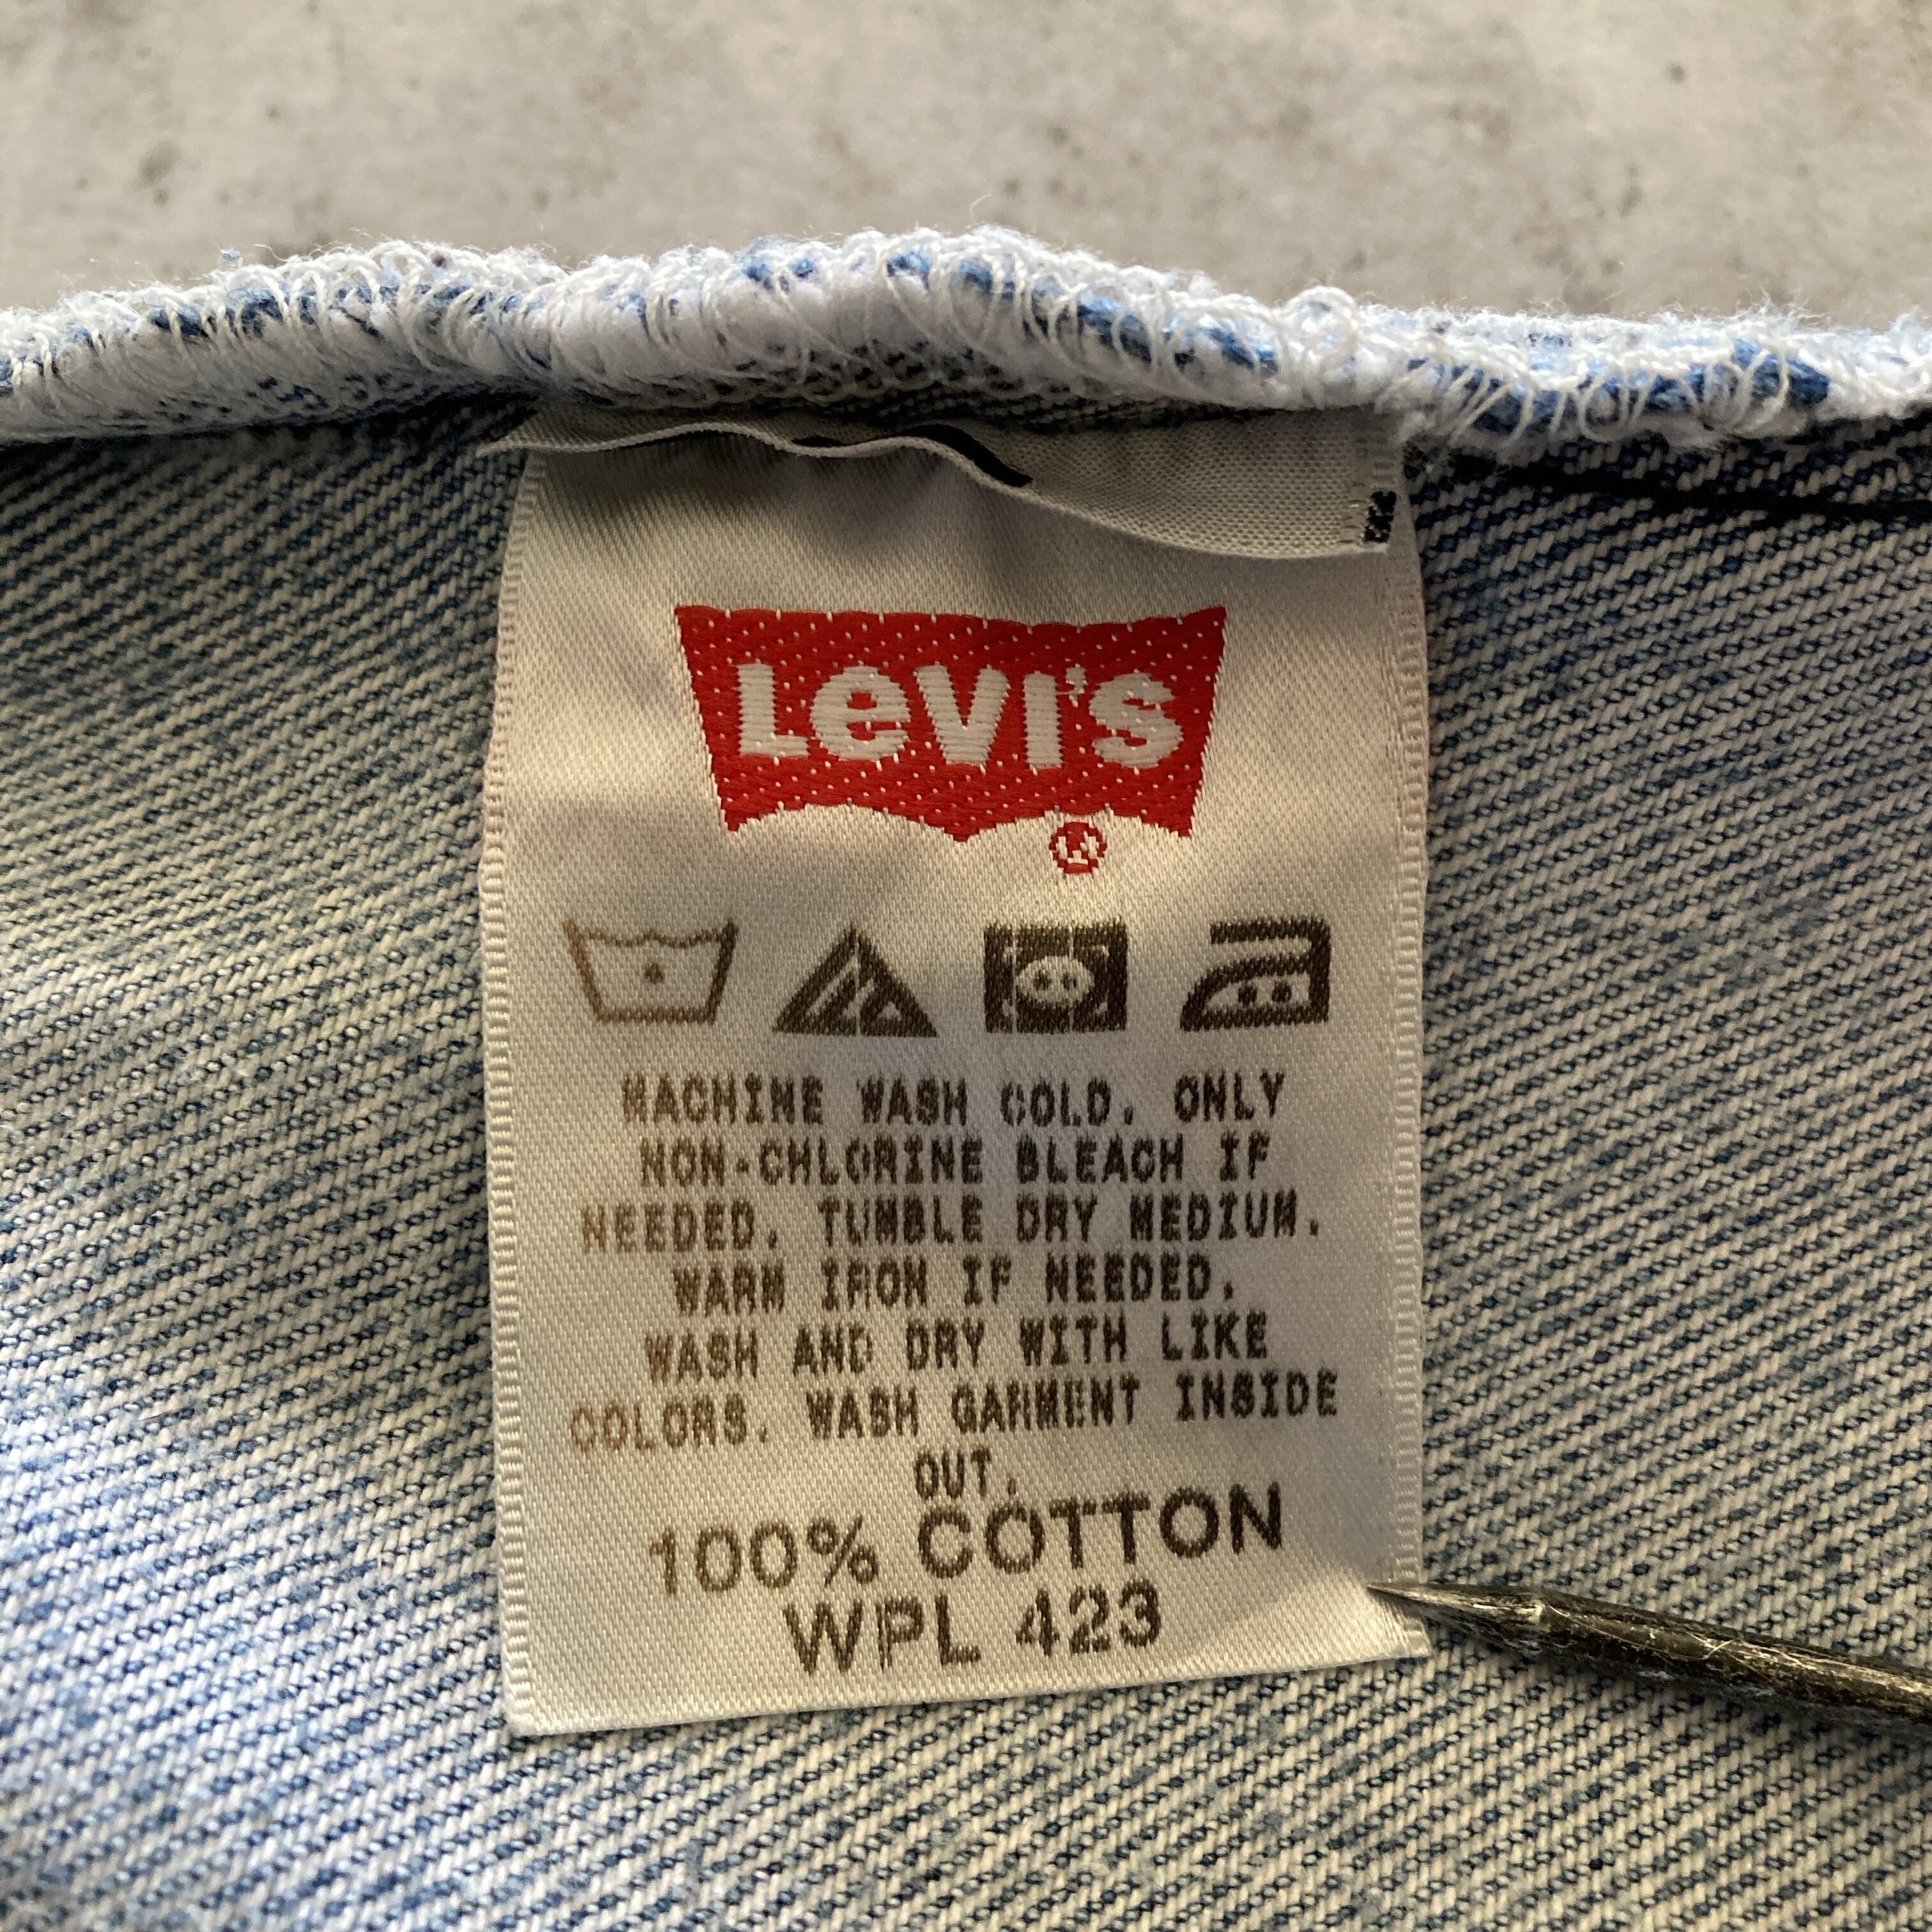 Levi's
®
MACHINE WASH COLD. ONLY
NON-CHLORINE BLEACH IF
NEEDED. TUMBLE DRY MEDIUM.
WARM IRON IF NEEDED.
WASH AND DRY WITH LIKE
COLORS. WASH GARMENT INSIDE
OUT.
100% COTTON
WPL 423